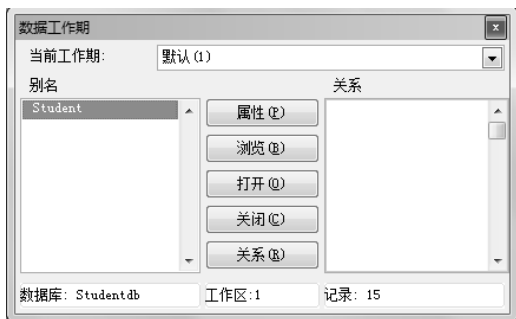 数据工作期
当前工作期: 默认(1)
别名 关系
Student
属性(P)
浏览(B)
打开(O)
关闭(C)
关系(R)
数据库: Studentdb 工作区:1 记录: 15